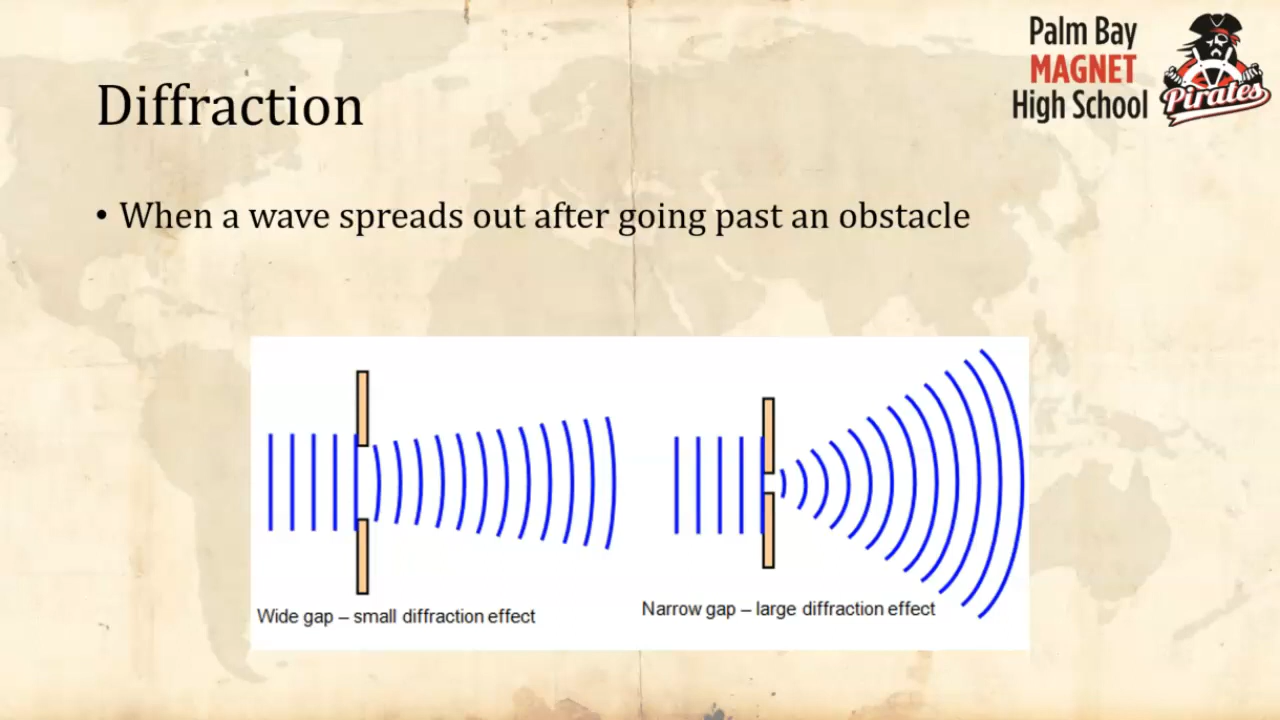 Palm Bay
MAGNET
High School
Pirates
Diffraction
• When a wave spreads out after going past an obstacle
Wide gap – small diffraction effect
Narrow gap – large diffraction effect